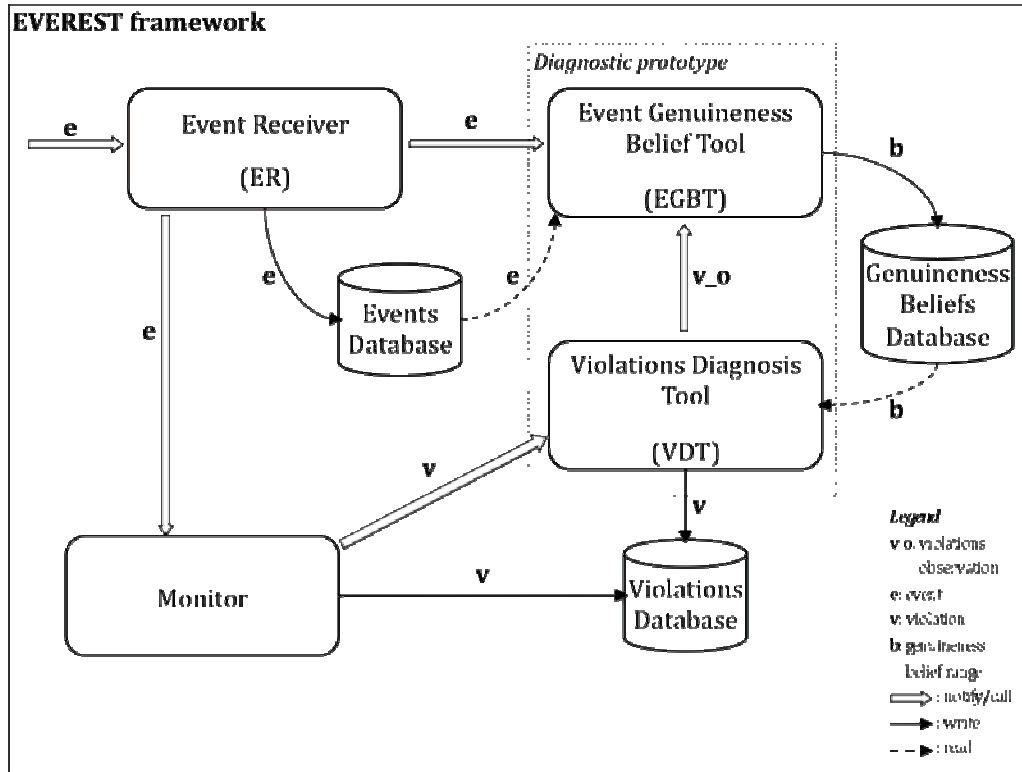 EVEREST framework
Diagnostic prototype
e
Event Receiver
(ER)
e
Event Genuineness
Belief Tool
(EGBT)
b
e
e
Events
Database
e
v_o
Genuineness
Beliefs
Database
Violations Diagnosis
Tool
(VDT)
b
v
v
Monitor
v
Violations
Database
Legend
v o: violations
observation
e: event
v: violation
b: genuineness
belief range
: notify/call
: write
: read